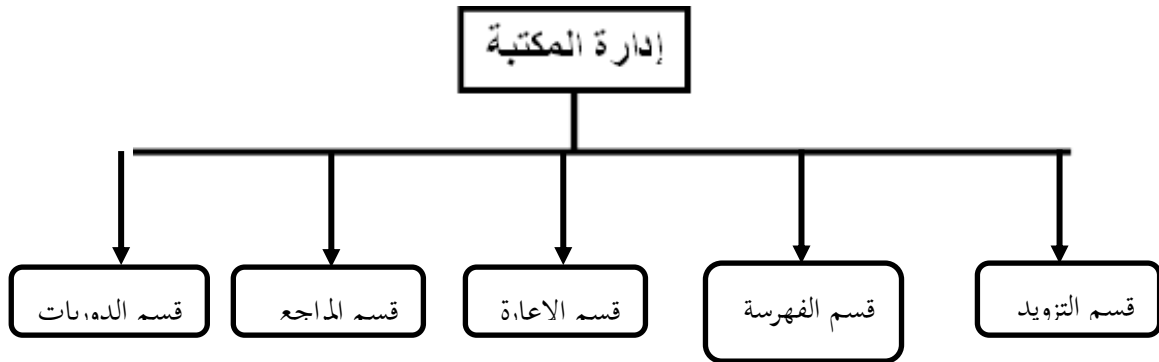 إدارة المكتبة
قسم التزويد
قسم الفهرسة
قسم الاعارة
قسم المراجع
قسم الدوريات